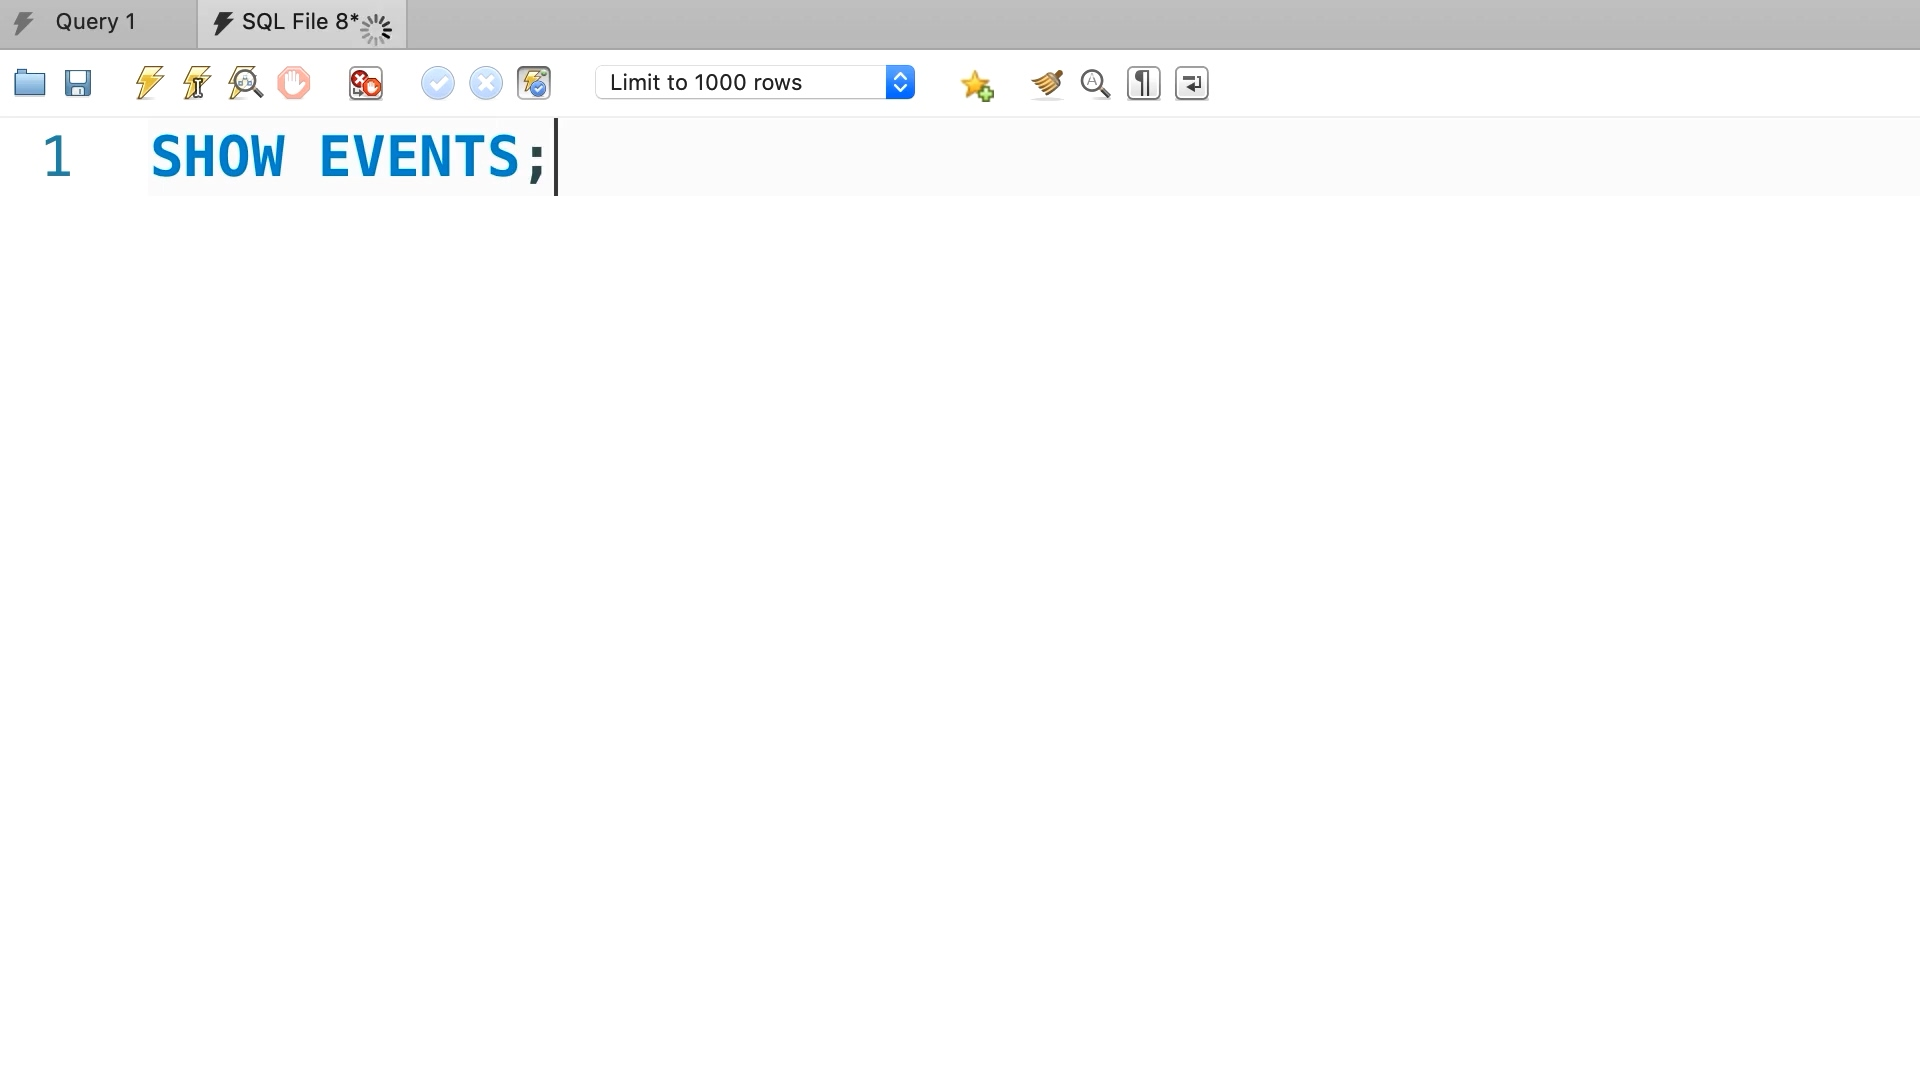 Query 1
SQL File 8*
Limit to 1000 rows
1 SHOW EVENTS;